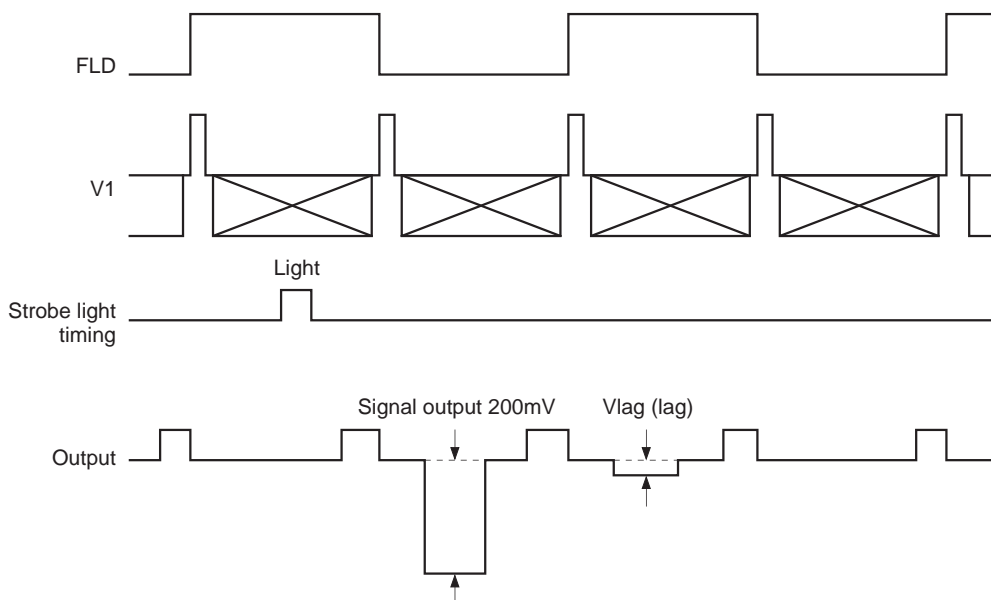 FLD
V1
Light
Strobe light
timing
Signal output 200mV
Vlag (lag)
Output